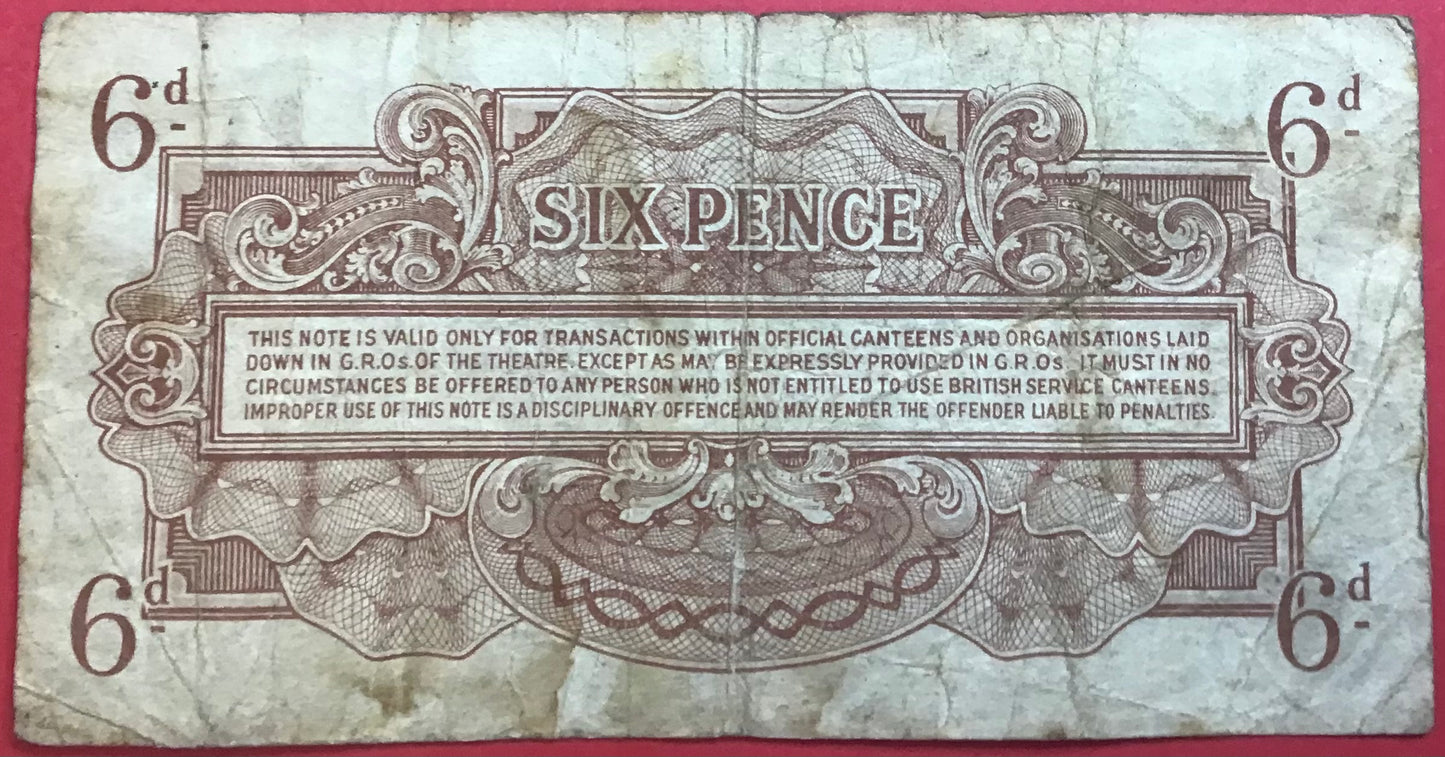 6d 6d
SIX PENCE
THIS NOTE IS VALID ONLY FOR TRANSACTIONS WITHIN OFFICIAL CANTEENS AND ORGANISATIONS LAID
DOWN IN G.R.Os. OF THE THEATRE, EXCEPT AS MAY BE EXPRESSLY PROVIDED IN G.R.Os. IT MUST IN NO
CIRCUMSTANCES BE OFFERED TO ANY PERSON WHO IS NOT ENTITLED TO USE BRITISH SERVICE CANTEENS.
IMPROPER USE OF THIS NOTE IS A DISCIPLINARY OFFENCE AND MAY RENDER THE OFFENDER LIABLE TO PENALTIES.
6d 6d